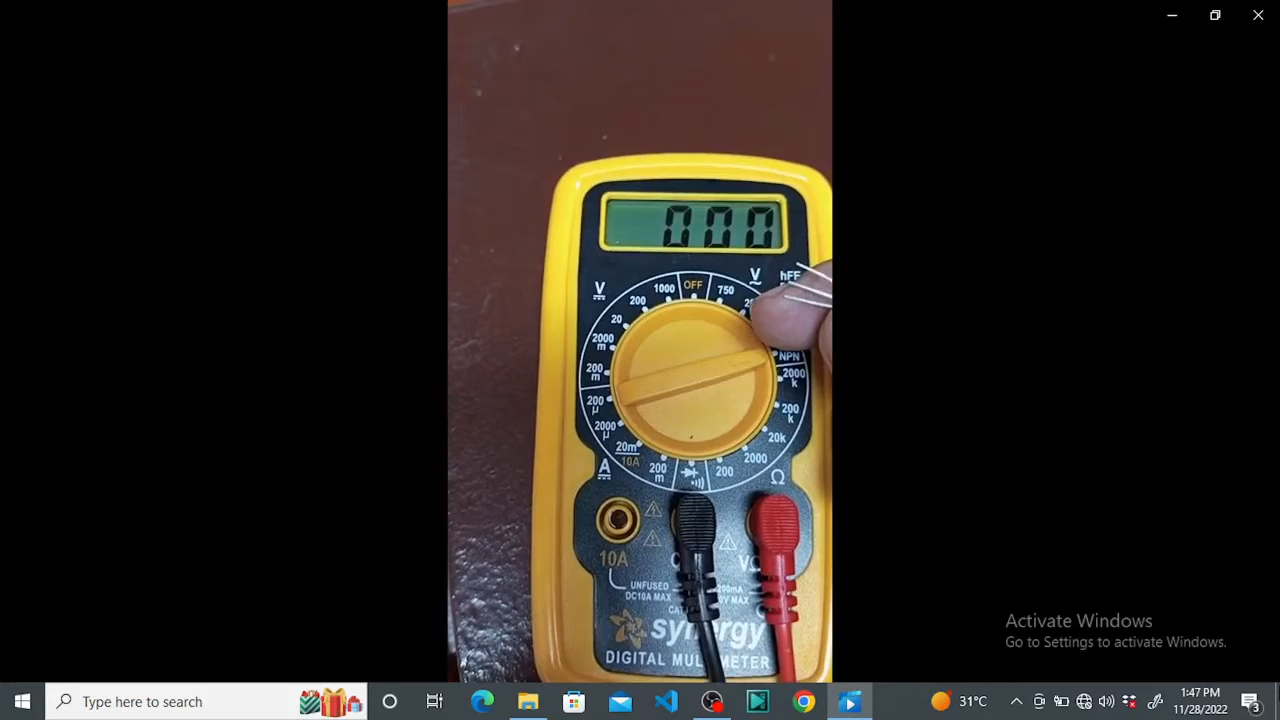 000
V
hFE
OFF
1000
750
200
20
2000
m
200
m
NPN
2000
k
200
μ
200
k
2000
μ
20k
20m
10A
A
200
m
200
2000
Ω
10A
UNFUSED
DC10A MAX
200mA
synergy
DIGITAL MULTIMETER
Activate Windows
Go to Settings to activate Windows.
Type here to search
31°C
1:47 PM
11/28/2022
3